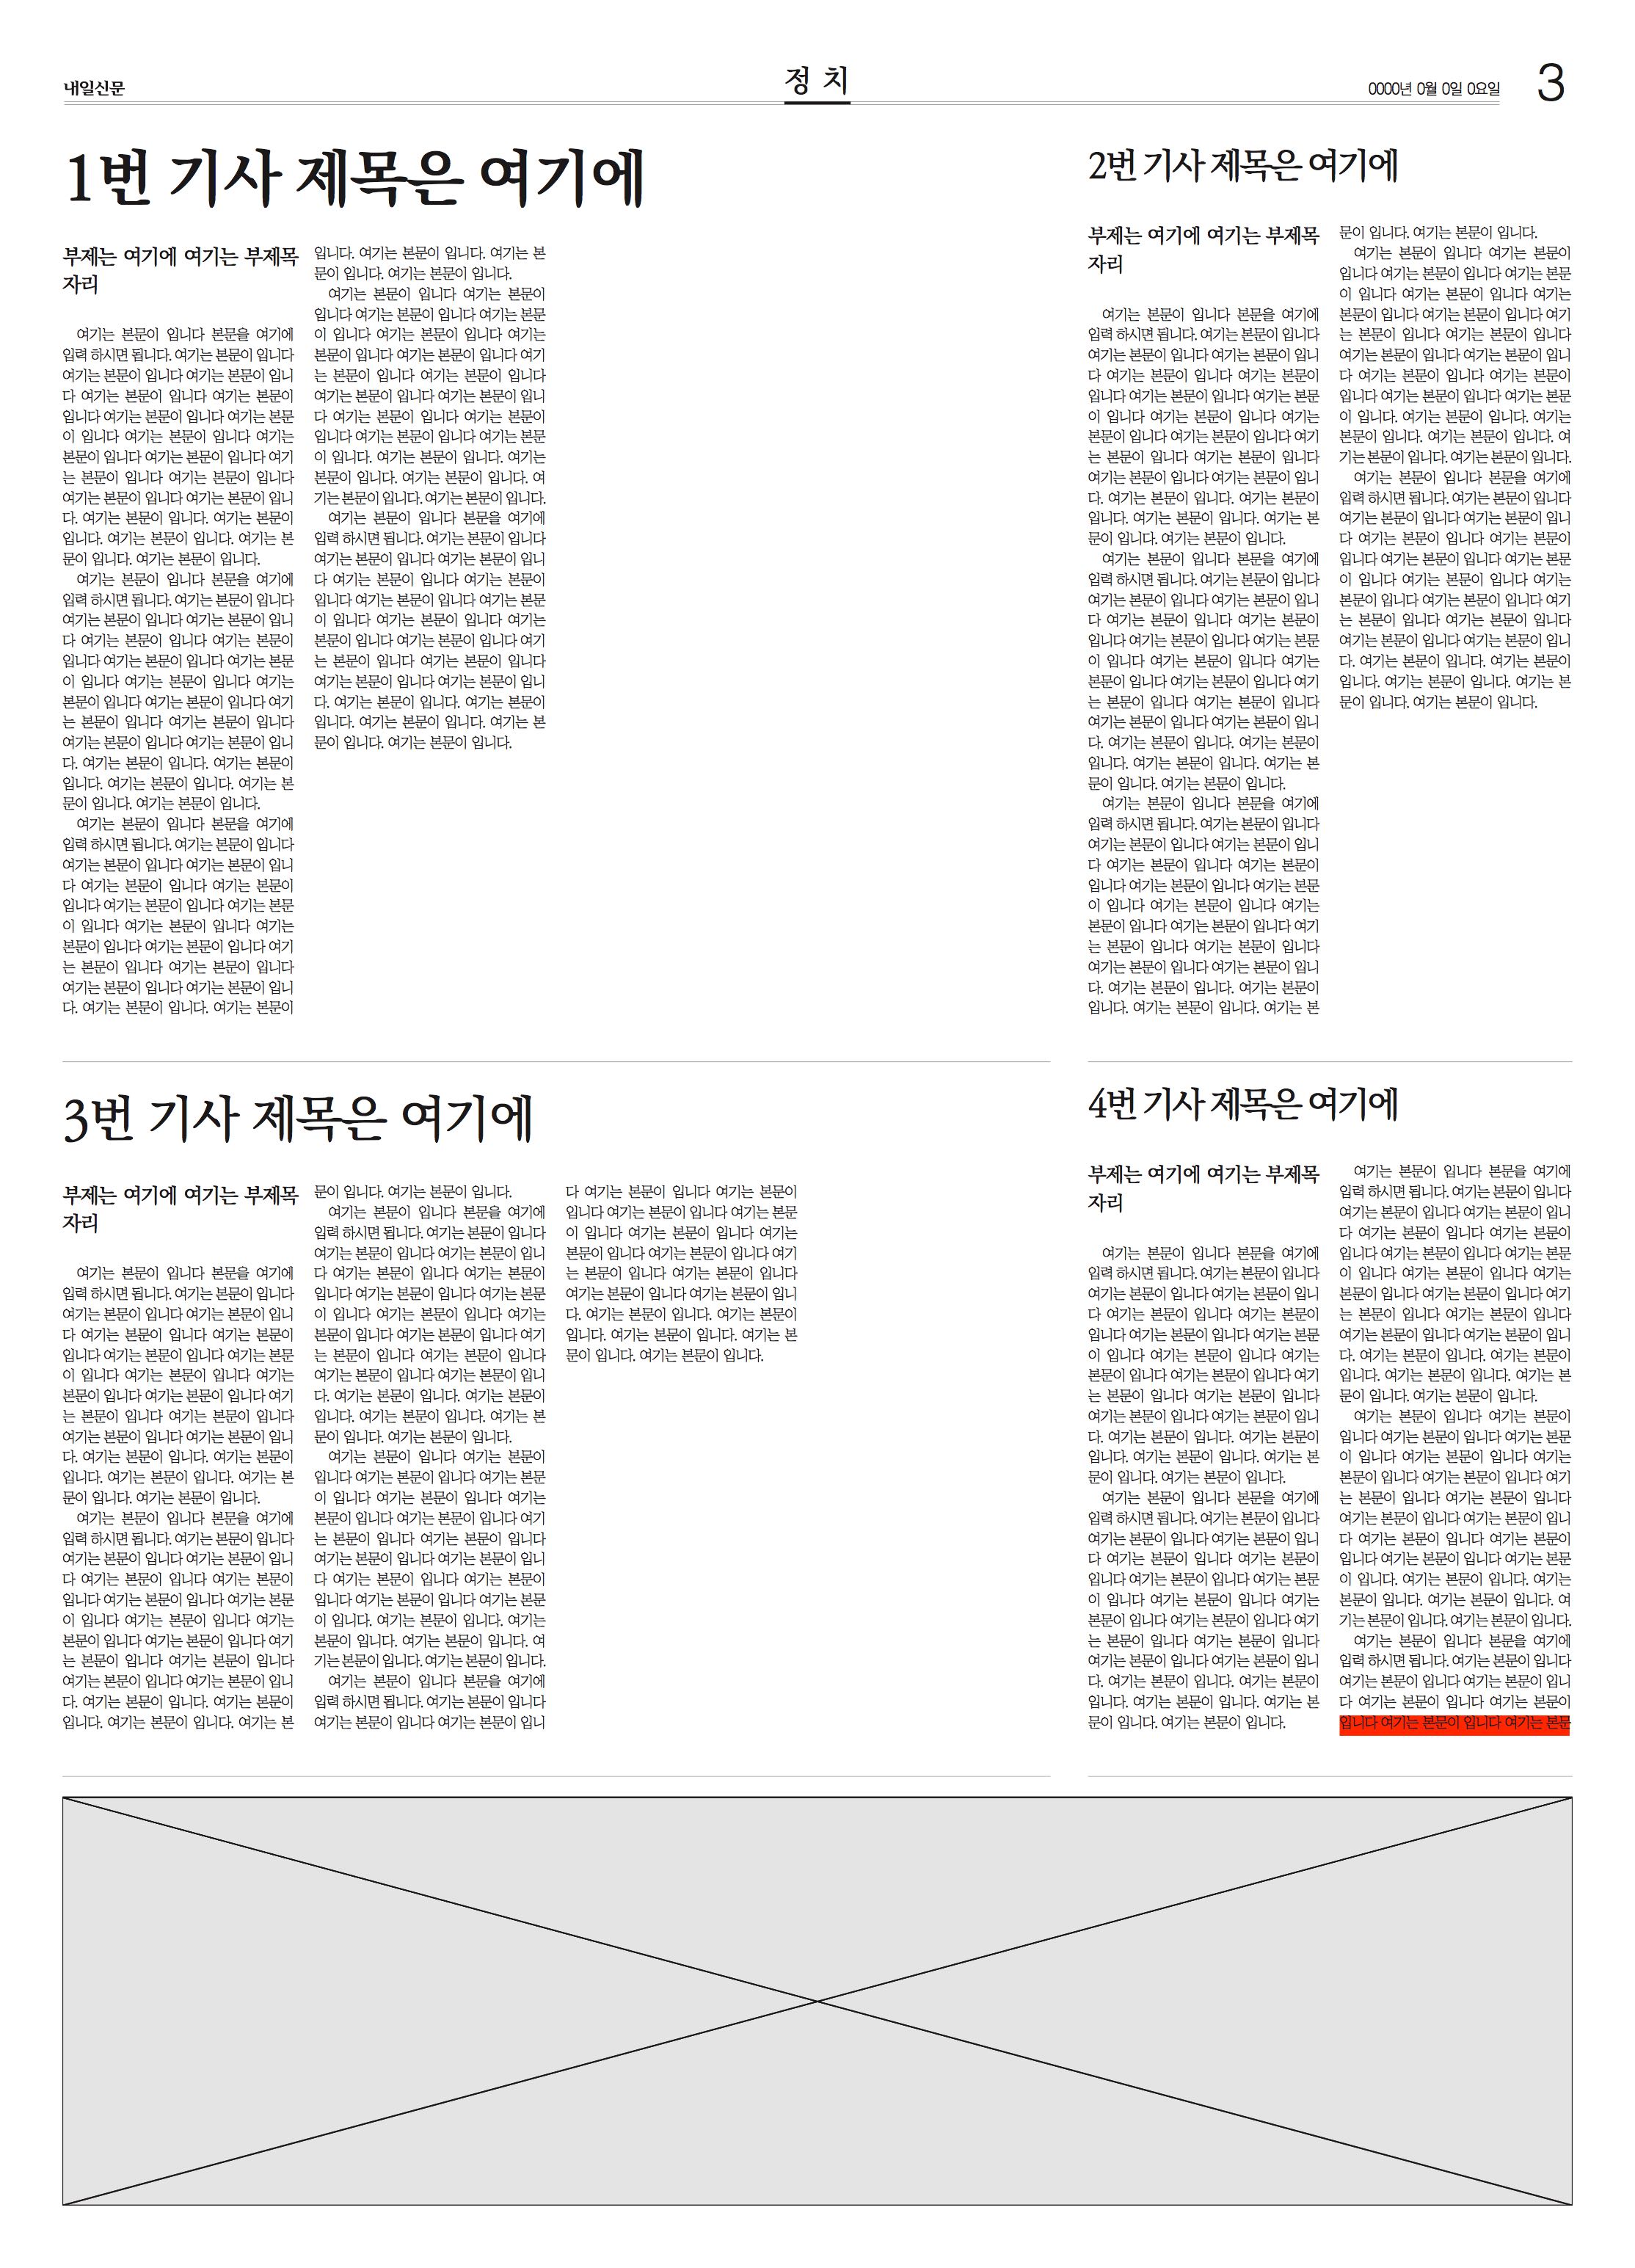 내일신문
정 치
0000년 0월 0일 0요일
3
1번 기사 제목은 여기에
부제는 여기에 여기는 부제목
자리
여기는 본문이 입니다 본문을 여기에
입력 하시면 됩니다. 여기는 본문이 입니다
여기는 본문이 입니다 여기는 본문이 입니
다 여기는 본문이 입니다 여기는 본문이
입니다 여기는 본문이 입니다 여기는 본문
이 입니다 여기는 본문이 입니다 여기는
본문이 입니다 여기는 본문이 입니다 여기
는 본문이 입니다 여기는 본문이 입니다
여기는 본문이 입니다 여기는 본문이 입니
다. 여기는 본문이 입니다. 여기는 본문이
입니다. 여기는 본문이 입니다. 여기는 본
문이 입니다. 여기는 본문이 입니다.
여기는 본문이 입니다 본문을 여기에
입력 하시면 됩니다. 여기는 본문이 입니다
여기는 본문이 입니다 여기는 본문이 입니
다 여기는 본문이 입니다 여기는 본문이
입니다 여기는 본문이 입니다 여기는 본문
이 입니다 여기는 본문이 입니다 여기는
본문이 입니다 여기는 본문이 입니다 여기
는 본문이 입니다 여기는 본문이 입니다
여기는 본문이 입니다 여기는 본문이 입니
다. 여기는 본문이 입니다. 여기는 본문이
입니다. 여기는 본문이 입니다. 여기는 본
문이 입니다. 여기는 본문이 입니다.
여기는 본문이 입니다 본문을 여기에
입력 하시면 됩니다. 여기는 본문이 입니다
여기는 본문이 입니다 여기는 본문이 입니
다 여기는 본문이 입니다 여기는 본문이
입니다 여기는 본문이 입니다 여기는 본문
이 입니다 여기는 본문이 입니다 여기는
본문이 입니다 여기는 본문이 입니다 여기
는 본문이 입니다 여기는 본문이 입니다
여기는 본문이 입니다 여기는 본문이 입니
다. 여기는 본문이 입니다. 여기는 본문이
입니다. 여기는 본문이 입니다. 여기는 본
문이 입니다. 여기는 본문이 입니다.
여기는 본문이 입니다 여기는 본문이
입니다 여기는 본문이 입니다 여기는 본문
이 입니다 여기는 본문이 입니다 여기는
본문이 입니다 여기는 본문이 입니다 여기
는 본문이 입니다 여기는 본문이 입니다
여기는 본문이 입니다 여기는 본문이 입니
다 여기는 본문이 입니다 여기는 본문이
입니다 여기는 본문이 입니다 여기는 본문
이 입니다. 여기는 본문이 입니다. 여기는
본문이 입니다. 여기는 본문이 입니다. 여
기는 본문이 입니다. 여기는 본문이 입니다.
여기는 본문이 입니다 본문을 여기에
입력 하시면 됩니다. 여기는 본문이 입니다
여기는 본문이 입니다 여기는 본문이 입니
다 여기는 본문이 입니다 여기는 본문이
입니다 여기는 본문이 입니다 여기는 본문
이 입니다 여기는 본문이 입니다 여기는
본문이 입니다 여기는 본문이 입니다 여기
는 본문이 입니다 여기는 본문이 입니다
여기는 본문이 입니다 여기는 본문이 입니
다. 여기는 본문이 입니다. 여기는 본문이
입니다. 여기는 본문이 입니다. 여기는 본
문이 입니다. 여기는 본문이 입니다.
2번 기사 제목은 여기에
부제는 여기에 여기는 부제목
자리
여기는 본문이 입니다 본문을 여기에
입력 하시면 됩니다. 여기는 본문이 입니다
여기는 본문이 입니다 여기는 본문이 입니
다 여기는 본문이 입니다 여기는 본문이
입니다 여기는 본문이 입니다 여기는 본문
이 입니다 여기는 본문이 입니다 여기는
본문이 입니다 여기는 본문이 입니다 여기
는 본문이 입니다 여기는 본문이 입니다
여기는 본문이 입니다 여기는 본문이 입니
다. 여기는 본문이 입니다. 여기는 본문이
입니다. 여기는 본문이 입니다. 여기는 본
문이 입니다. 여기는 본문이 입니다.
여기는 본문이 입니다 본문을 여기에
입력 하시면 됩니다. 여기는 본문이 입니다
여기는 본문이 입니다 여기는 본문이 입니
다 여기는 본문이 입니다 여기는 본문이
입니다 여기는 본문이 입니다 여기는 본문
이 입니다 여기는 본문이 입니다 여기는
본문이 입니다 여기는 본문이 입니다 여기
는 본문이 입니다 여기는 본문이 입니다
여기는 본문이 입니다 여기는 본문이 입니
다. 여기는 본문이 입니다. 여기는 본문이
입니다. 여기는 본문이 입니다. 여기는 본
문이 입니다. 여기는 본문이 입니다.
여기는 본문이 입니다 본문을 여기에
입력 하시면 됩니다. 여기는 본문이 입니다
여기는 본문이 입니다 여기는 본문이 입니
다 여기는 본문이 입니다 여기는 본문이
입니다 여기는 본문이 입니다 여기는 본문
이 입니다 여기는 본문이 입니다 여기는
본문이 입니다 여기는 본문이 입니다 여기
는 본문이 입니다 여기는 본문이 입니다
여기는 본문이 입니다 여기는 본문이 입니
다. 여기는 본문이 입니다. 여기는 본문이
입니다. 여기는 본문이 입니다. 여기는 본
문이 입니다. 여기는 본문이 입니다.
여기는 본문이 입니다 여기는 본문이
입니다 여기는 본문이 입니다 여기는 본문
이 입니다 여기는 본문이 입니다 여기는
본문이 입니다 여기는 본문이 입니다 여기
는 본문이 입니다 여기는 본문이 입니다
여기는 본문이 입니다 여기는 본문이 입니
다 여기는 본문이 입니다 여기는 본문이
입니다 여기는 본문이 입니다 여기는 본문
이 입니다. 여기는 본문이 입니다. 여기는
본문이 입니다. 여기는 본문이 입니다. 여
기는 본문이 입니다. 여기는 본문이 입니다.
여기는 본문이 입니다 본문을 여기에
입력 하시면 됩니다. 여기는 본문이 입니다
여기는 본문이 입니다 여기는 본문이 입니
다 여기는 본문이 입니다 여기는 본문이
입니다 여기는 본문이 입니다 여기는 본문
이 입니다 여기는 본문이 입니다 여기는
본문이 입니다 여기는 본문이 입니다 여기
는 본문이 입니다 여기는 본문이 입니다
여기는 본문이 입니다 여기는 본문이 입니
다. 여기는 본문이 입니다. 여기는 본문이
입니다. 여기는 본문이 입니다. 여기는 본
문이 입니다. 여기는 본문이 입니다.
3번 기사 제목은 여기에
부제는 여기에 여기는 부제목
자리
여기는 본문이 입니다 본문을 여기에
입력 하시면 됩니다. 여기는 본문이 입니다
여기는 본문이 입니다 여기는 본문이 입니
다 여기는 본문이 입니다 여기는 본문이
입니다 여기는 본문이 입니다 여기는 본문
이 입니다 여기는 본문이 입니다 여기는
본문이 입니다 여기는 본문이 입니다 여기
는 본문이 입니다 여기는 본문이 입니다
여기는 본문이 입니다 여기는 본문이 입니
다. 여기는 본문이 입니다. 여기는 본문이
입니다. 여기는 본문이 입니다. 여기는 본
문이 입니다. 여기는 본문이 입니다.
여기는 본문이 입니다 본문을 여기에
입력 하시면 됩니다. 여기는 본문이 입니다
여기는 본문이 입니다 여기는 본문이 입니
다 여기는 본문이 입니다 여기는 본문이
입니다 여기는 본문이 입니다 여기는 본문
이 입니다 여기는 본문이 입니다 여기는
본문이 입니다 여기는 본문이 입니다 여기
는 본문이 입니다 여기는 본문이 입니다
여기는 본문이 입니다 여기는 본문이 입니
다. 여기는 본문이 입니다. 여기는 본문이
입니다. 여기는 본문이 입니다. 여기는 본
문이 입니다. 여기는 본문이 입니다.
여기는 본문이 입니다 본문을 여기에
입력 하시면 됩니다. 여기는 본문이 입니다
여기는 본문이 입니다 여기는 본문이 입니
다 여기는 본문이 입니다 여기는 본문이
입니다 여기는 본문이 입니다 여기는 본문
이 입니다 여기는 본문이 입니다 여기는
본문이 입니다 여기는 본문이 입니다 여기
는 본문이 입니다 여기는 본문이 입니다
여기는 본문이 입니다 여기는 본문이 입니
다. 여기는 본문이 입니다. 여기는 본문이
입니다. 여기는 본문이 입니다. 여기는 본
문이 입니다. 여기는 본문이 입니다.
여기는 본문이 입니다 여기는 본문이
입니다 여기는 본문이 입니다 여기는 본문
이 입니다 여기는 본문이 입니다 여기는
본문이 입니다 여기는 본문이 입니다 여기
는 본문이 입니다 여기는 본문이 입니다
여기는 본문이 입니다 여기는 본문이 입니
다 여기는 본문이 입니다 여기는 본문이
입니다 여기는 본문이 입니다 여기는 본문
이 입니다. 여기는 본문이 입니다. 여기는
본문이 입니다. 여기는 본문이 입니다. 여
기는 본문이 입니다. 여기는 본문이 입니다.
여기는 본문이 입니다 본문을 여기에
입력 하시면 됩니다. 여기는 본문이 입니다
여기는 본문이 입니다 여기는 본문이 입니
다 여기는 본문이 입니다 여기는 본문이
입니다 여기는 본문이 입니다 여기는 본문
이 입니다 여기는 본문이 입니다 여기는
본문이 입니다 여기는 본문이 입니다 여기
는 본문이 입니다 여기는 본문이 입니다
여기는 본문이 입니다 여기는 본문이 입니
다. 여기는 본문이 입니다. 여기는 본문이
입니다. 여기는 본문이 입니다. 여기는 본
문이 입니다. 여기는 본문이 입니다.
4번 기사 제목은 여기에
부제는 여기에 여기는 부제목
자리
여기는 본문이 입니다 본문을 여기에
입력 하시면 됩니다. 여기는 본문이 입니다
여기는 본문이 입니다 여기는 본문이 입니
다 여기는 본문이 입니다 여기는 본문이
입니다 여기는 본문이 입니다 여기는 본문
이 입니다 여기는 본문이 입니다 여기는
본문이 입니다 여기는 본문이 입니다 여기
는 본문이 입니다 여기는 본문이 입니다
여기는 본문이 입니다 여기는 본문이 입니
다. 여기는 본문이 입니다. 여기는 본문이
입니다. 여기는 본문이 입니다. 여기는 본
문이 입니다. 여기는 본문이 입니다.
여기는 본문이 입니다 본문을 여기에
입력 하시면 됩니다. 여기는 본문이 입니다
여기는 본문이 입니다 여기는 본문이 입니
다 여기는 본문이 입니다 여기는 본문이
입니다 여기는 본문이 입니다 여기는 본문
이 입니다 여기는 본문이 입니다 여기는
본문이 입니다 여기는 본문이 입니다 여기
는 본문이 입니다 여기는 본문이 입니다
여기는 본문이 입니다 여기는 본문이 입니
다. 여기는 본문이 입니다. 여기는 본문이
입니다. 여기는 본문이 입니다. 여기는 본
문이 입니다. 여기는 본문이 입니다.
여기는 본문이 입니다 본문을 여기에
입력 하시면 됩니다. 여기는 본문이 입니다
여기는 본문이 입니다 여기는 본문이 입니
다 여기는 본문이 입니다 여기는 본문이
입니다 여기는 본문이 입니다 여기는 본문
이 입니다 여기는 본문이 입니다 여기는
본문이 입니다 여기는 본문이 입니다 여기
는 본문이 입니다 여기는 본문이 입니다
여기는 본문이 입니다 여기는 본문이 입니
다. 여기는 본문이 입니다. 여기는 본문이
입니다. 여기는 본문이 입니다. 여기는 본
문이 입니다. 여기는 본문이 입니다.
여기는 본문이 입니다 여기는 본문이
입니다 여기는 본문이 입니다 여기는 본문
이 입니다 여기는 본문이 입니다 여기는
본문이 입니다 여기는 본문이 입니다 여기
는 본문이 입니다 여기는 본문이 입니다
여기는 본문이 입니다 여기는 본문이 입니
다 여기는 본문이 입니다 여기는 본문이
입니다 여기는 본문이 입니다 여기는 본문
이 입니다. 여기는 본문이 입니다. 여기는
본문이 입니다. 여기는 본문이 입니다. 여
기는 본문이 입니다. 여기는 본문이 입니다.
여기는 본문이 입니다 본문을 여기에
입력 하시면 됩니다. 여기는 본문이 입니다
여기는 본문이 입니다 여기는 본문이 입니
다 여기는 본문이 입니다 여기는 본문이
입니다 여기는 본문이 입니다 여기는 본문